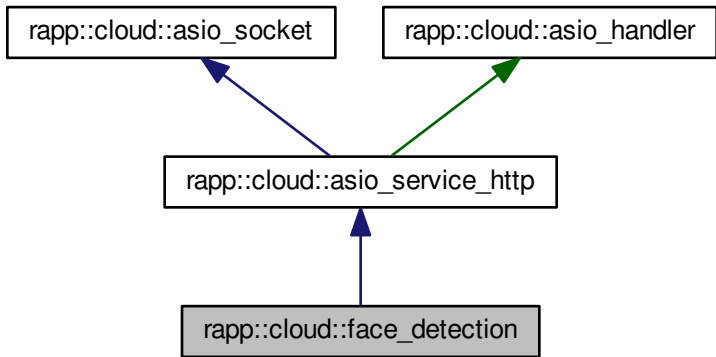 rapp::cloud::asio_socket
rapp::cloud::asio_handler
rapp::cloud::asio_service_http
rapp::cloud::face_detection